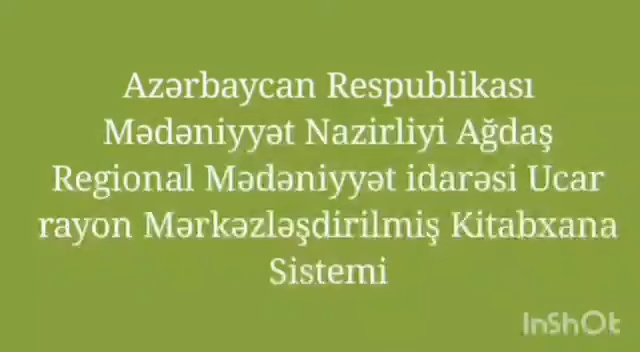 Azərbaycan Respublikası
Mədəniyyət Nazirliyi Ağdaş
Regional Mədəniyyət idarəsi Ucar
rayon Mərkəzləşdirilmiş Kitabxana
Sistemi
InShOt